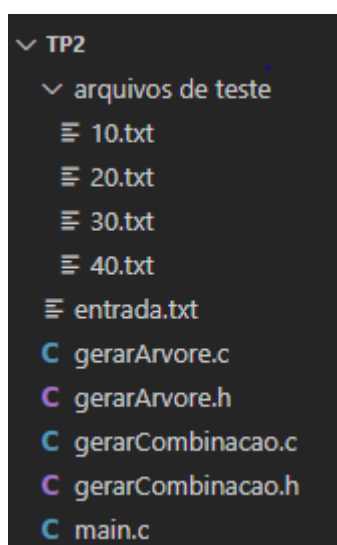 TP2
arquivos de teste
10.txt
20.txt
30.txt
40.txt
entrada.txt
C gerarArvore.c
C gerarArvore.h
C gerarCombinacao.c
C gerarCombinacao.h
C main.c